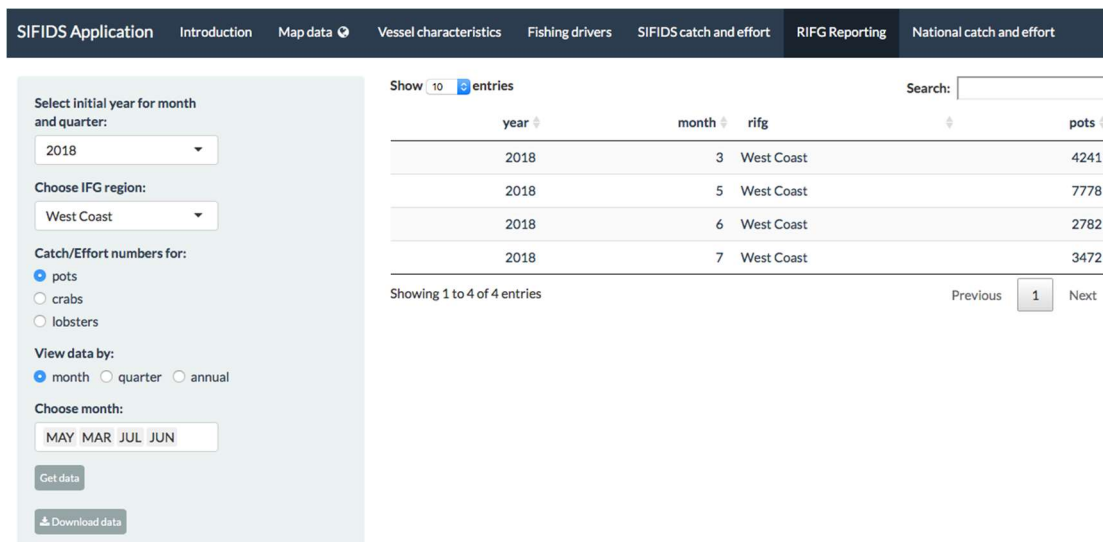 SIFIDS Application Introduction Map data Vessel characteristics Fishing drivers SIFIDS catch and effort RIFG Reporting National catch and effort
Select initial year for month
and quarter:
2018
Choose IFG region:
West Coast
Catch/Effort numbers for:
pots
crabs
lobsters
View data by:
month quarter annual
Choose month:
MAY MAR JUL JUN
Get data
Download data
Show 10 entries Search:
year month rifg pots
2018 3 West Coast 4241
2018 5 West Coast 7778
2018 6 West Coast 2782
2018 7 West Coast 3472
Showing 1 to 4 of 4 entries Previous 1 Next